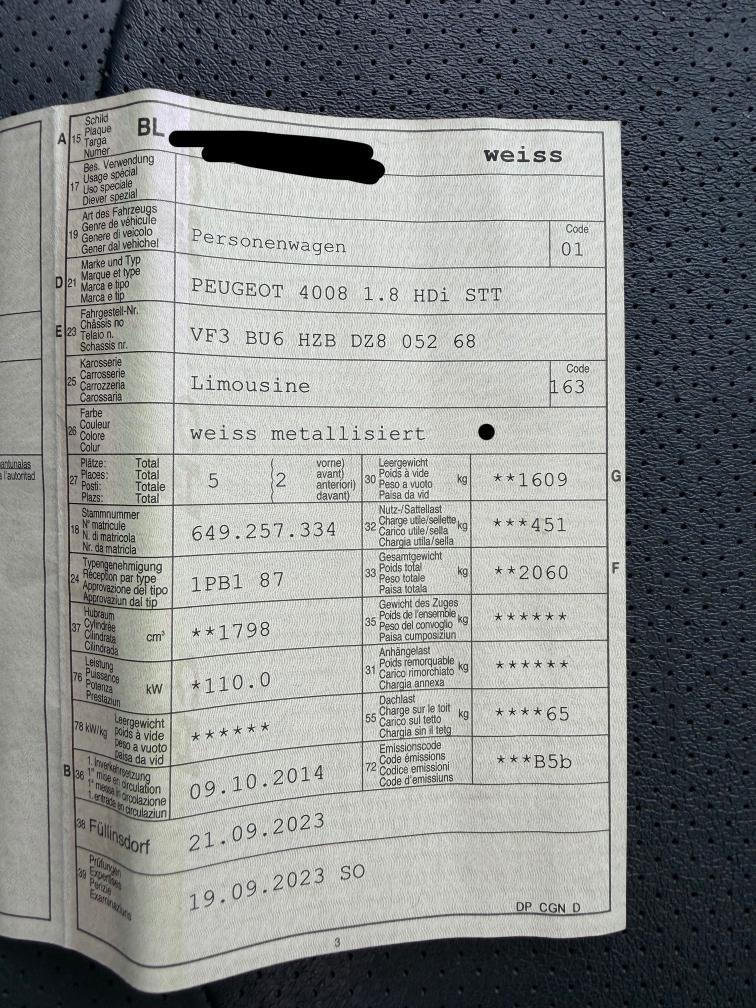 A 15 Schild
Plaque
Targa
Numer
BL
weiss
17 Bes. Verwendung
Usage spécial
Uso speciale
Diever spezial
19 Art des Fahrzeugs
Genre de véhicule
Genere di veicolo
Gener dal vehichel
Personenwagen
Code
01
D 21 Marke und Typ
Marque et type
Marca e tipo
Marca e tip
PEUGEOT 4008 1.8 HDi STT
E 23 Fahrgestell-Nr.
Châssis no
Telaio n.
Schassis nr.
VF3 BU6 HZB DZ8 052 68
25 Karosserie
Carrosserie
Carrozzeria
Carossaria
Limousine
Code
163
26 Farbe
Couleur
Colore
Colur
weiss metallisiert
27 Plätze: Total
Places: Total
Posti: Totale
Plazs: Total
5 (2 vorne)
avant)
anteriori)
davant)
30 Leergewicht
Poids à vide
Peso a vuoto
Paisa da vid
kg
**1609
G
18 Stammnummer
N° matricule
N. di matricola
Nr. da matricla
649.257.334
32 Nutz-/Sattellast
Charge utile/sellette
Carico utile/sella
Chargia utila/sella
kg
***451
24 Typengenehmigung
Réception par type
Approvazione del tipo
Approvaziun dal tip
1PB1 87
33 Gesamtgewicht
Poids total
Peso totale
Paisa totala
kg
**2060
F
37 Hubraum
Cylindrée
Cilindrata
Cilindrada
cm³
**1798
35 Gewicht des Zuges
Poids de l'ensemble
Peso del convoglio
Paisa cumposiziun
kg
******
76 Leistung
Puissance
Potenza
Prestaziun
kW
*110.0
31 Anhängelast
Poids remorquable
Carico rimorchiato
Chargia annexa
kg
******
78 kW/kg Leergewicht
poids à vide
peso a vuoto
paisa da vid
******
55 Dachlast
Charge sur le toit
Carico sul tetto
Chargia sin il tetg
kg
****65
B 36 1. Inverkehrsetzung
1re mise en circulation
1a messa in circolazione
1. entrada en circulaziun
09.10.2014
72 Emissionscode
Code émissions
Codice emissioni
Code d'emissiuns
***B5b
38 Füllinsdorf
21.09.2023
39 Prüfungen
Expertises
Perizie
Examinaziuns
19.09.2023 SO
DP CGN D
3